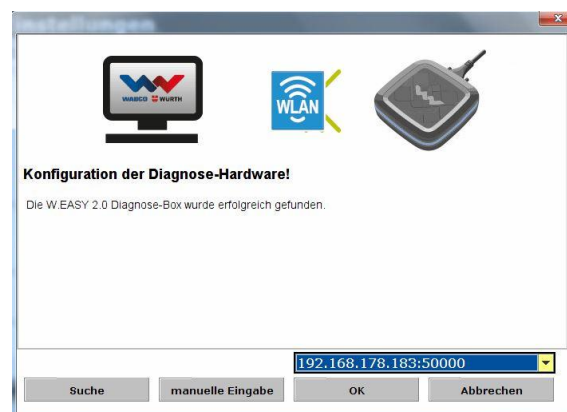 instellungen
WABCO WÜRTH
WLAN
Konfiguration der Diagnose-Hardware!
Die W.EASY 2.0 Diagnose-Box wurde erfolgreich gefunden.
192.168.178.183:50000
Suche manuelle Eingabe OK Abbrechen